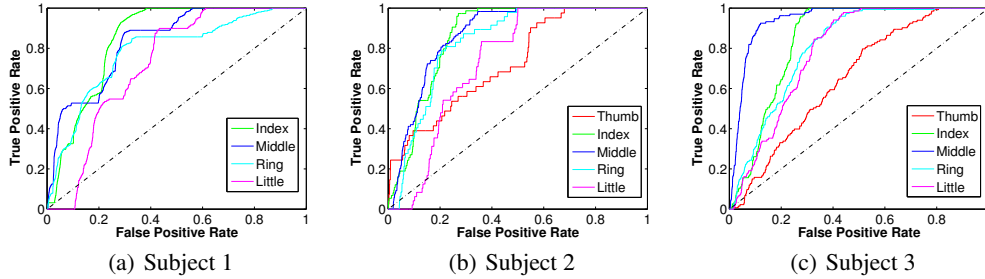 True Positive Rate
1
0.8
0.6
0.4
0.2
0
0
0.2
0.4
0.6
0.8
1
False Positive Rate
Index
Middle
Ring
Little
(a) Subject 1
True Positive Rate
1
0.8
0.6
0.4
0.2
0
0
0.2
0.4
0.6
0.8
1
False Positive Rate
Thumb
Index
Middle
Ring
Little
(b) Subject 2
True Positive Rate
1
0.8
0.6
0.4
0.2
0
0
0.2
0.4
0.6
0.8
1
False Positive Rate
Thumb
Index
Middle
Ring
Little
(c) Subject 3